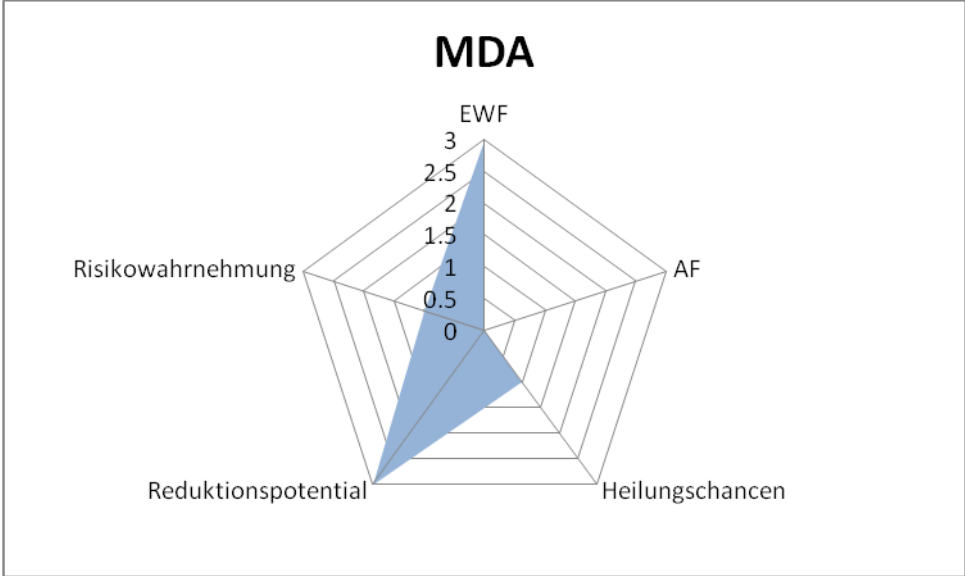 MDA
EWF
3
2.5
2
1.5
1
0.5
0
Risikowahrnehmung
AF
Reduktionspotential
Heilungschancen